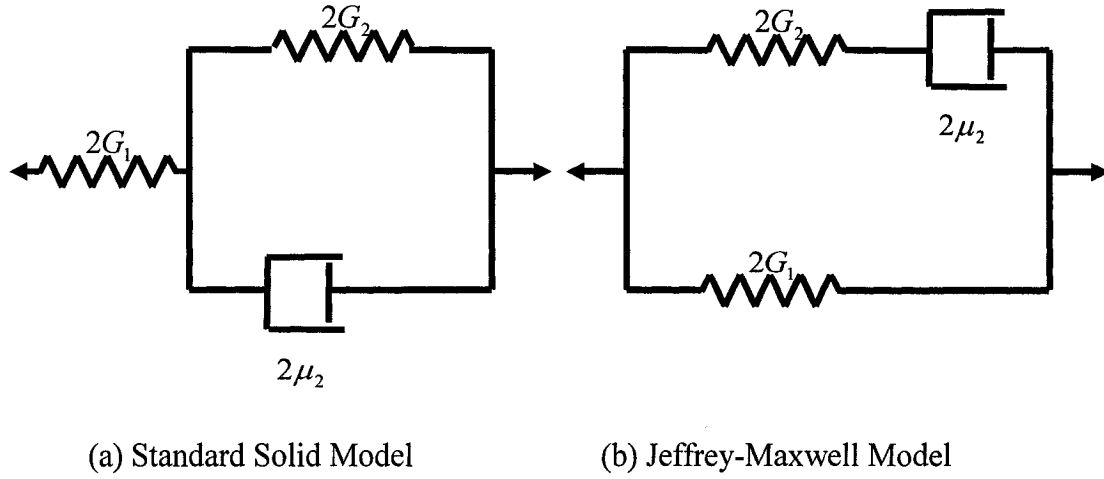 2G₂
2G₁
2μ₂
(a) Standard Solid Model
2G₂
2μ₂
2G₁
(b) Jeffrey-Maxwell Model